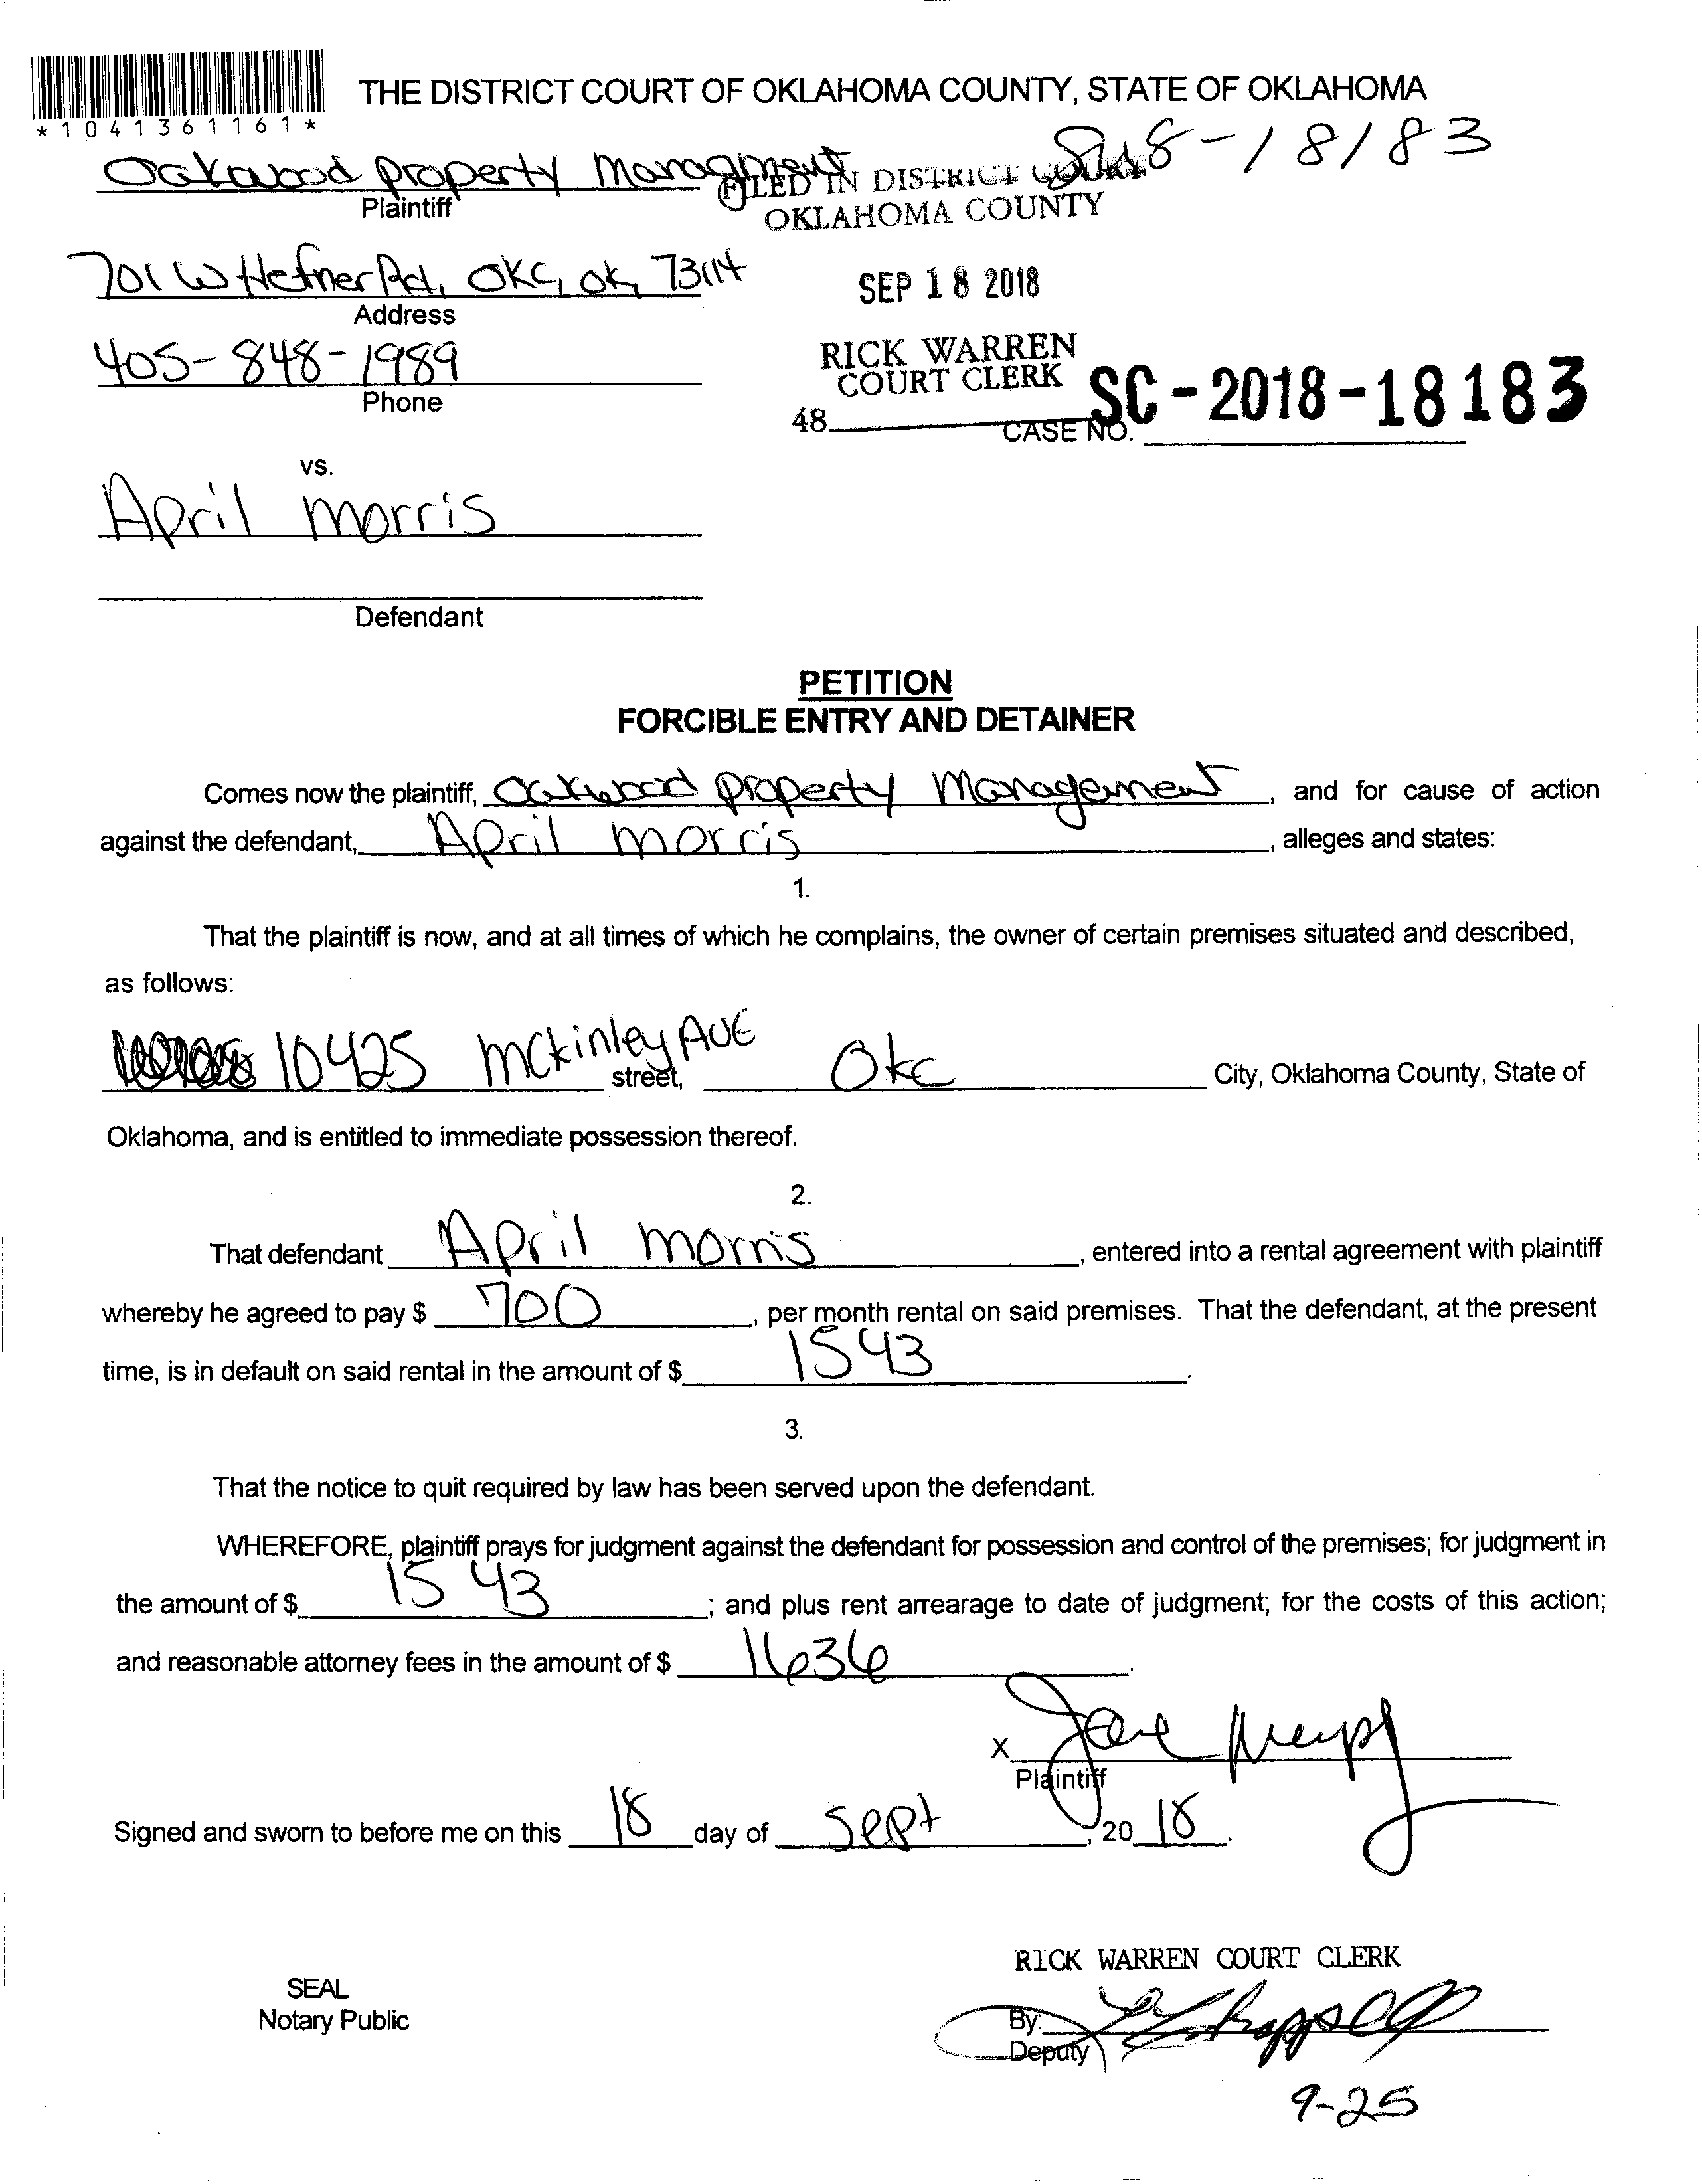 THE DISTRICT COURT OF OKLAHOMA COUNTY, STATE OF OKLAHOMA
*1041361161*
Oakwood property Managment
Plaintiff
FILED IN DISTRICT COURT
OKLAHOMA COUNTY
18-18183
701 W Hefner Rd, OKC, OK, 73114
Address
SEP 18 2018
405-848-1989
Phone
RICK WARREN
COURT CLERK
48
CASE NO. SC-2018-18183
vs.
April Morris
Defendant
PETITION
FORCIBLE ENTRY AND DETAINER
Comes now the plaintiff, Oakwood property Management, and for cause of action
against the defendant, April Morris, alleges and states:
1.
That the plaintiff is now, and at all times of which he complains, the owner of certain premises situated and described,
as follows:
10425 McKinley AVE street, Okc City, Oklahoma County, State of
Oklahoma, and is entitled to immediate possession thereof.
2.
That defendant April Morris, entered into a rental agreement with plaintiff
whereby he agreed to pay $ 700, per month rental on said premises. That the defendant, at the present
time, is in default on said rental in the amount of $ 1543.
3.
That the notice to quit required by law has been served upon the defendant.
WHEREFORE, plaintiff prays for judgment against the defendant for possession and control of the premises; for judgment in
the amount of $ 1543; and plus rent arrearage to date of judgment; for the costs of this action;
and reasonable attorney fees in the amount of $ 1636.
X
Plaintiff
Signed and sworn to before me on this 18 day of Sept, 20 18.
RICK WARREN COURT CLERK
SEAL
Notary Public
By:
Deputy
9-25